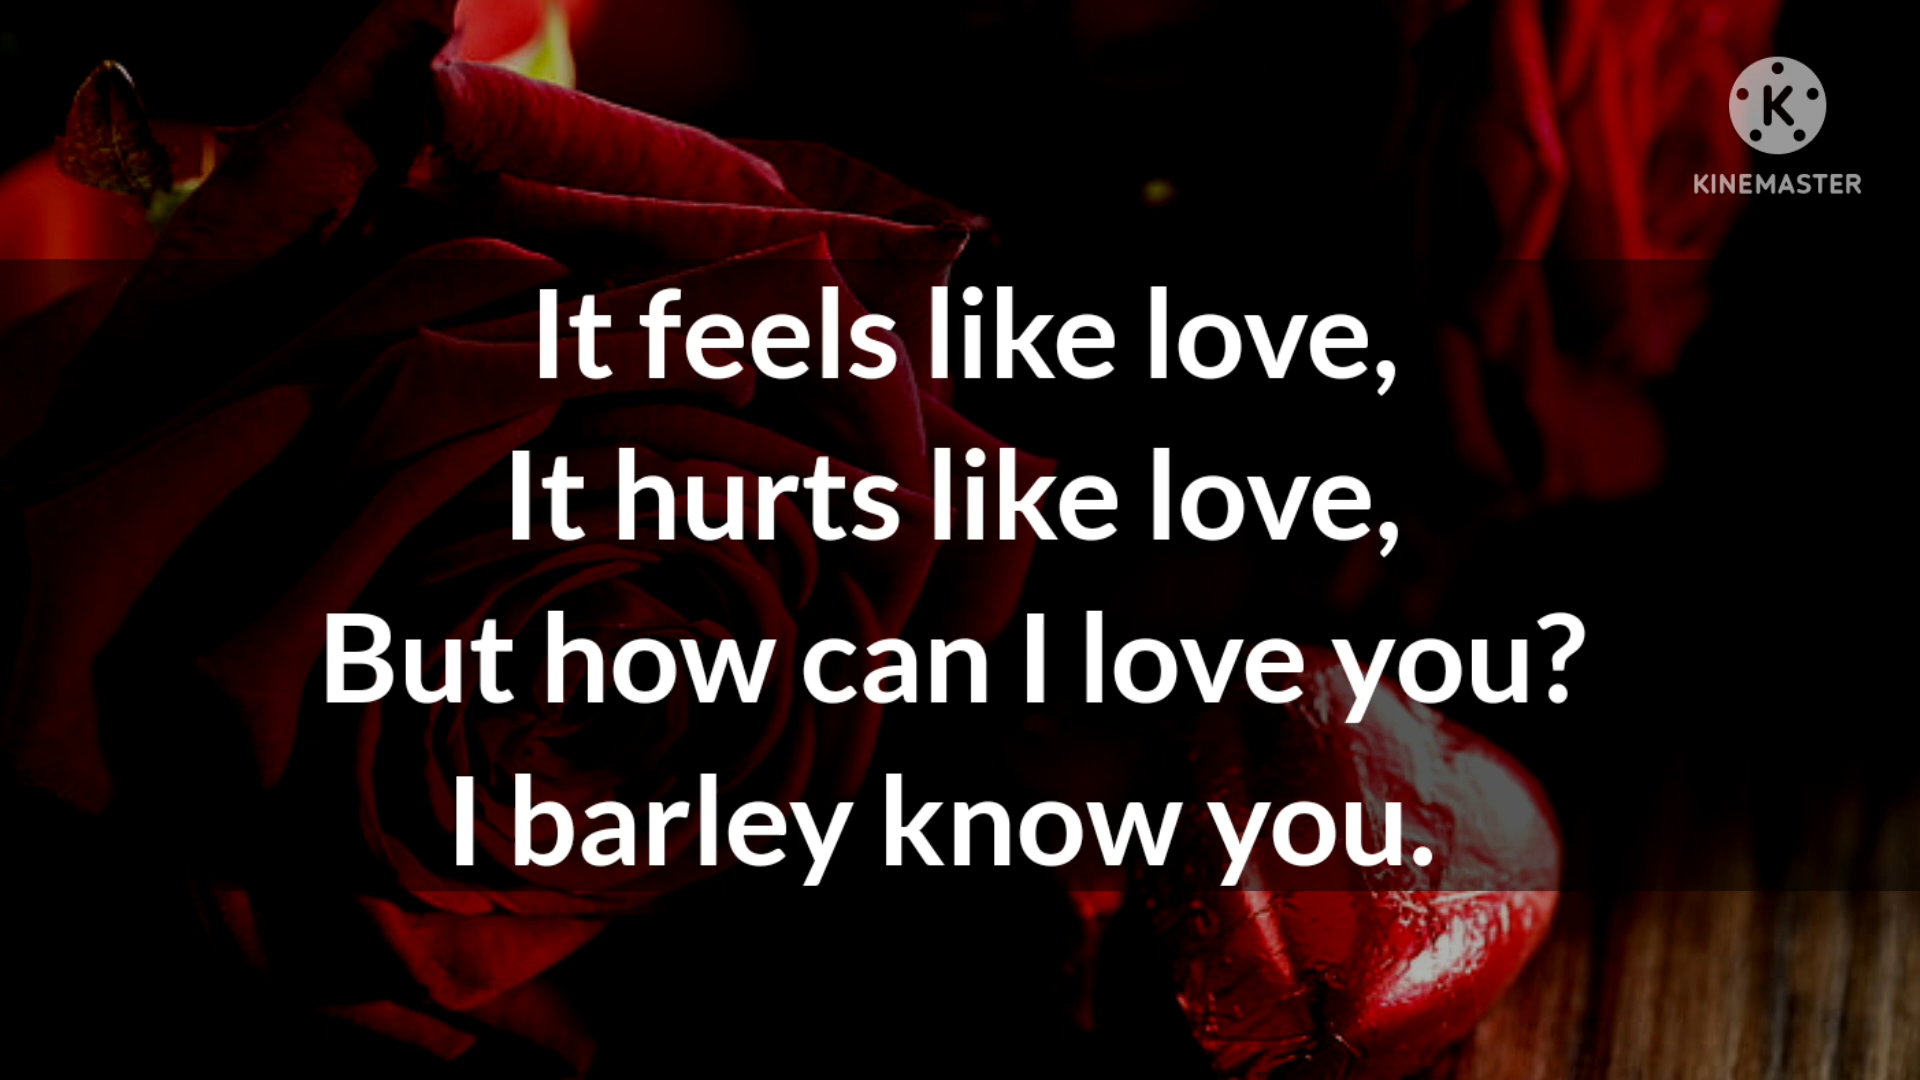 K
KINEMASTER
It feels like love,
It hurts like love,
But how can I love you?
I barley know you.